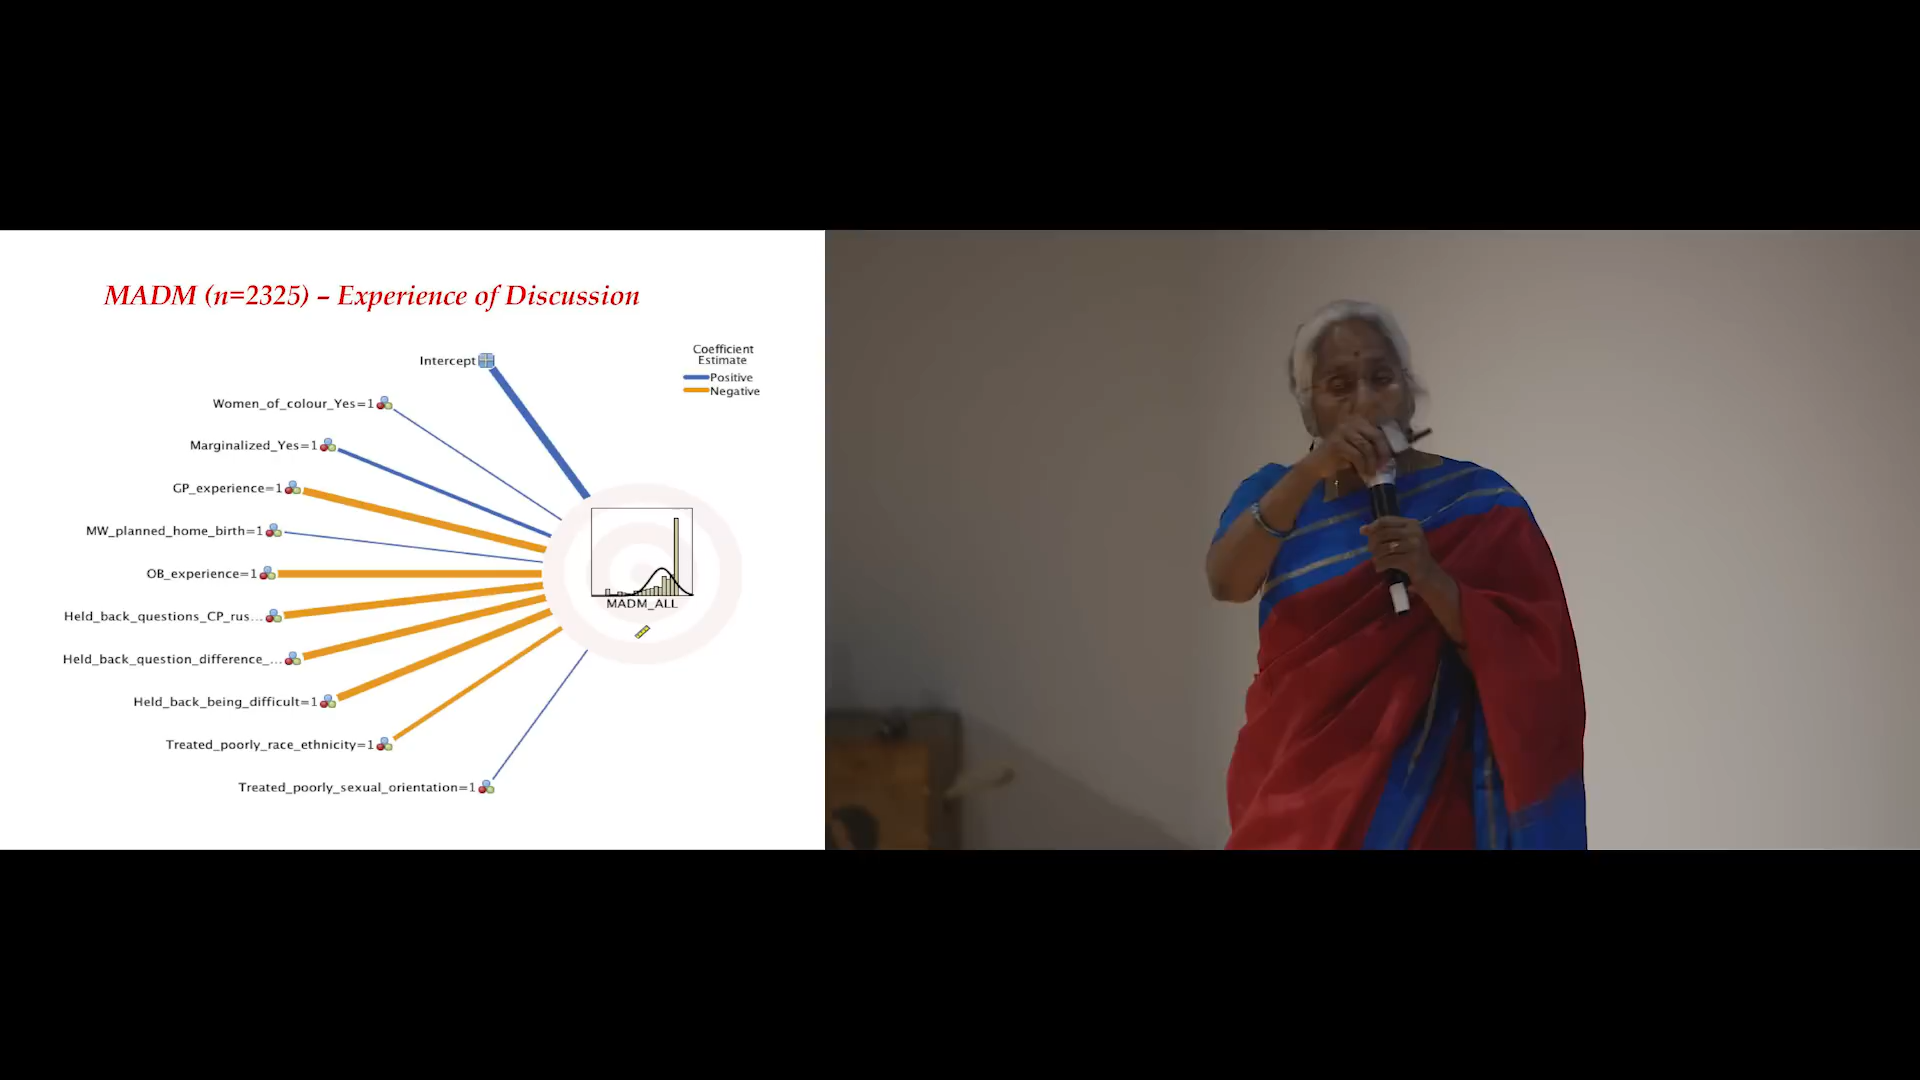 MADM (n=2325) – Experience of Discussion
Coefficient
Estimate
Positive
Negative
Intercept
Women_of_colour_Yes=1
Marginalized_Yes=1
GP_experience=1
MW_planned_home_birth=1
OB_experience=1
Held_back_questions_CP_rus...
Held_back_question_difference_...
Held_back_being_difficult=1
Treated_poorly_race_ethnicity=1
Treated_poorly_sexual_orientation=1
MADM_ALL